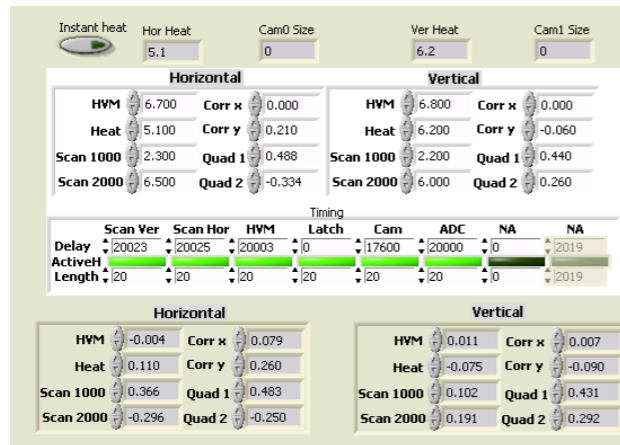 Instant heat Hor Heat Cam0 Size Ver Heat Cam1 Size
5.1 0 6.2 0
Horizontal Vertical
HVM 6.700 Corr x 0.000 HVM 6.800 Corr x 0.000
Heat 5.100 Corr y 0.210 Heat 6.200 Corr y -0.060
Scan 1000 2.300 Quad 1 0.488 Scan 1000 2.200 Quad 1 0.440
Scan 2000 6.500 Quad 2 -0.334 Scan 2000 6.000 Quad 2 0.260
Timing
Scan Ver Scan Hor HVM Latch Cam ADC NA NA
Delay 20023 20025 20003 0 17600 20000 0 2019
ActiveH
Length 20 20 20 20 20 20 0 2019
Horizontal Vertical
HVM -0.004 Corr x 0.079 HVM 0.011 Corr x 0.007
Heat 0.110 Corr y 0.260 Heat -0.075 Corr y -0.090
Scan 1000 0.366 Quad 1 0.483 Scan 1000 0.102 Quad 1 0.431
Scan 2000 -0.296 Quad 2 -0.250 Scan 2000 0.191 Quad 2 0.292